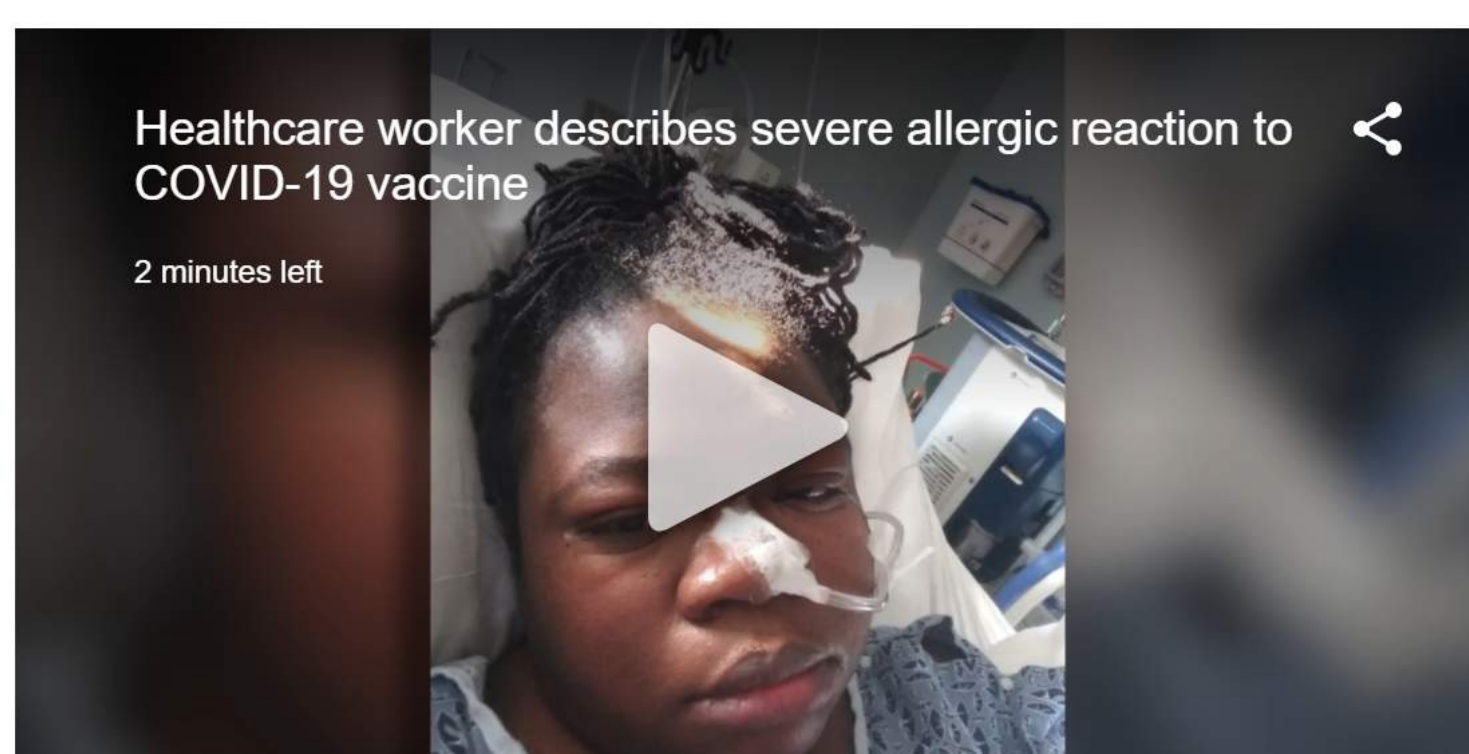 Healthcare worker describes severe allergic reaction to
COVID-19 vaccine
2 minutes left